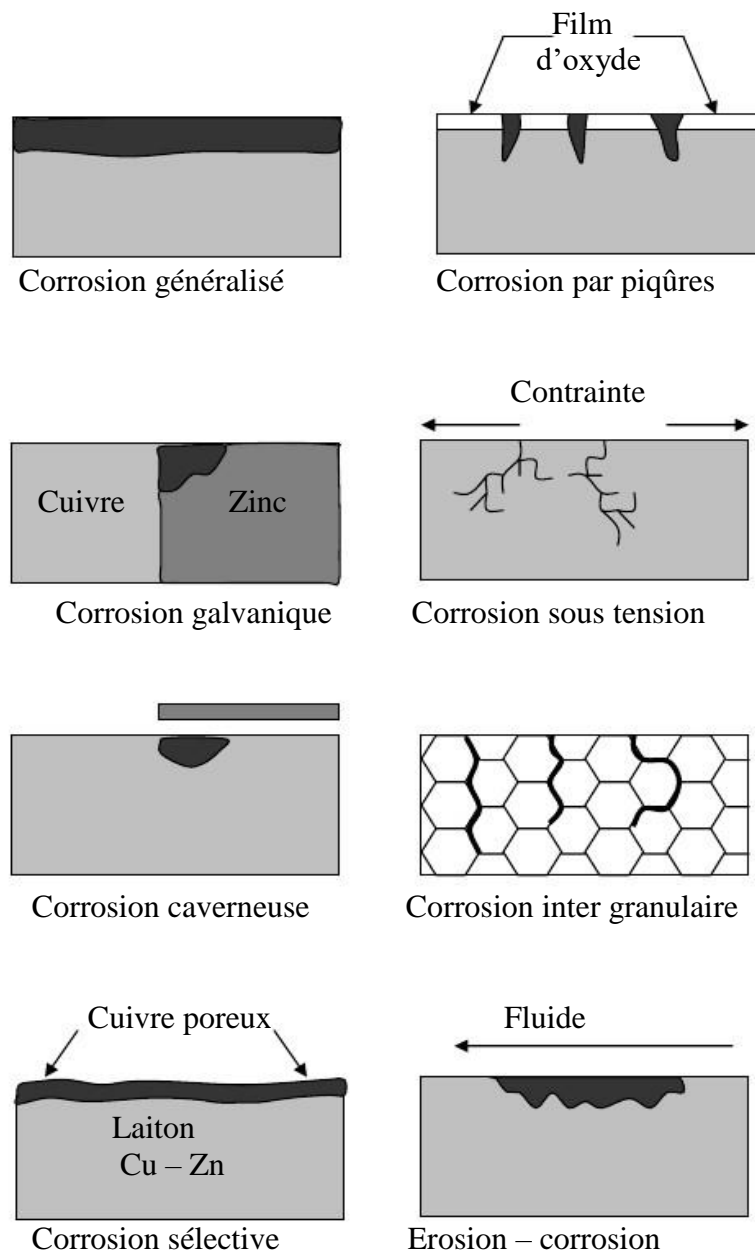 Film
d’oxyde
Corrosion généralisé
Corrosion par piqûres
Contrainte
Cuivre
Zinc
Corrosion galvanique
Corrosion sous tension
Corrosion caverneuse
Corrosion inter granulaire
Cuivre poreux
Fluide
Laiton
Cu – Zn
Corrosion sélective
Erosion – corrosion